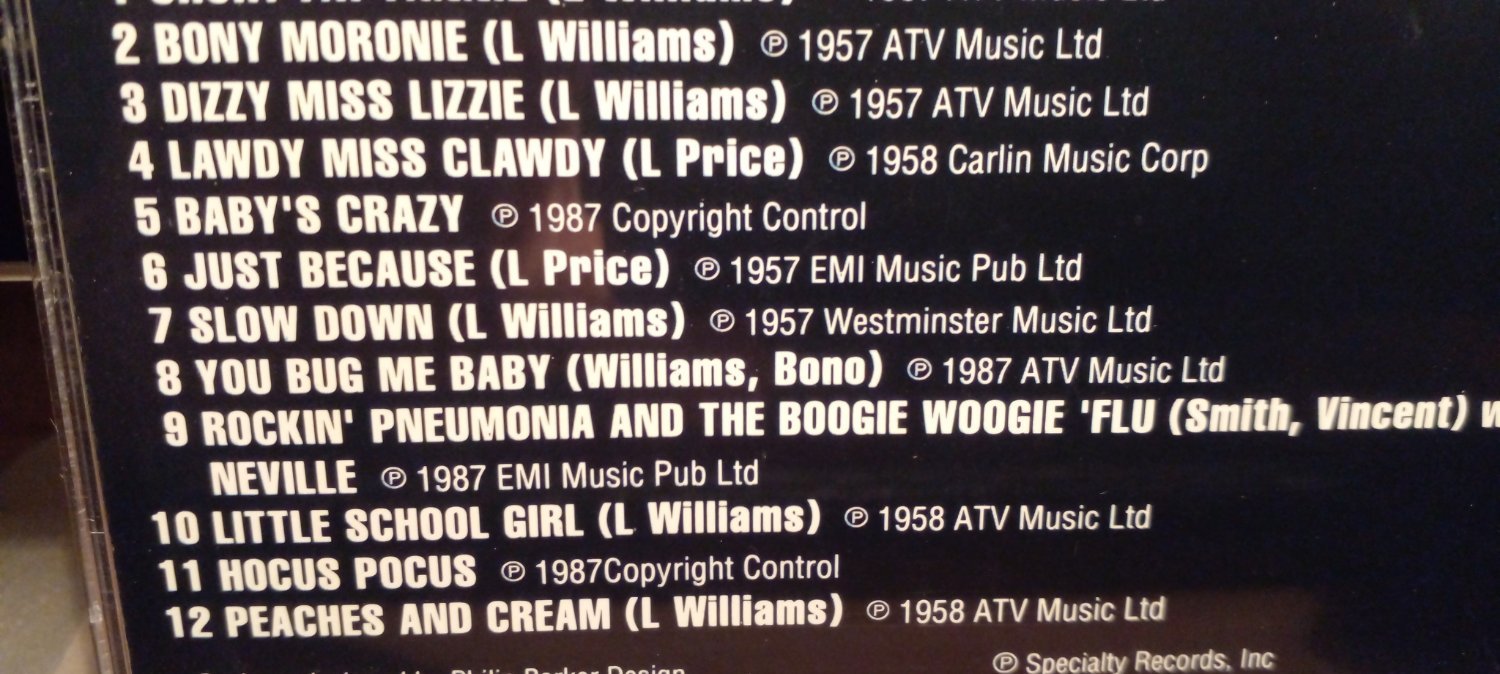 2 BONY MORONIE (L Williams) ℗ 1957 ATV Music Ltd
3 DIZZY MISS LIZZIE (L Williams) ℗ 1957 ATV Music Ltd
4 LAWDY MISS CLAWDY (L Price) ℗ 1958 Carlin Music Corp
5 BABY'S CRAZY ℗ 1987 Copyright Control
6 JUST BECAUSE (L Price) ℗ 1957 EMI Music Pub Ltd
7 SLOW DOWN (L Williams) ℗ 1957 Westminster Music Ltd
8 YOU BUG ME BABY (Williams, Bono) ℗ 1987 ATV Music Ltd
9 ROCKIN' PNEUMONIA AND THE BOOGIE WOOGIE 'FLU (Smith, Vincent)
NEVILLE ℗ 1987 EMI Music Pub Ltd
10 LITTLE SCHOOL GIRL (L Williams) ℗ 1958 ATV Music Ltd
11 HOCUS POCUS ℗ 1987Copyright Control
12 PEACHES AND CREAM (L Williams) ℗ 1958 ATV Music Ltd
℗ Specialty Records, Inc